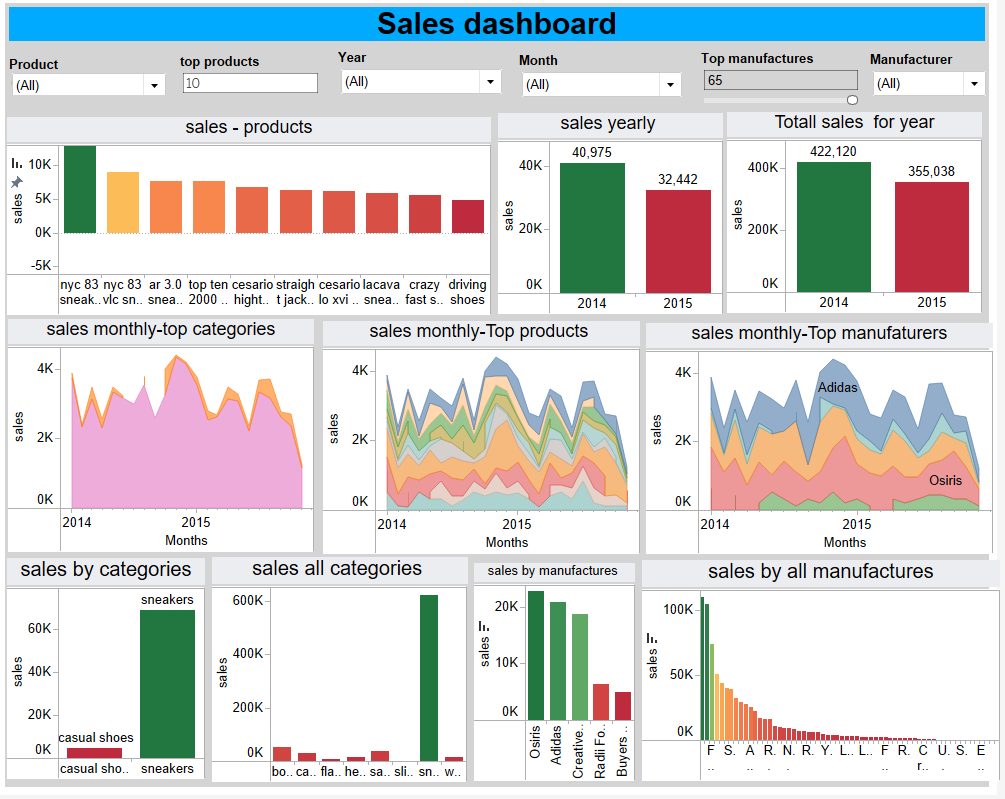 Sales dashboard
Product
top products
Year
Month
Top manufactures
Manufacturer
(All)
10
(All)
(All)
65
(All)
sales - products
10K
5K
0K
-5K
sales
nyc 83 nyc 83 ar 3.0 top ten cesario straigh cesario lacava crazy driving
sneak.. vlc sn.. snea.. 2000 .. hight.. t jack.. lo xvi .. snea.. fast s.. shoes
sales yearly
40,975
32,442
40K
20K
0K
sales
2014 2015
Totall sales for year
422,120
355,038
400K
200K
0K
sales
2014 2015
sales monthly-top categories
4K
2K
0K
sales
2014 2015
Months
sales monthly-Top products
4K
2K
0K
sales
2014 2015
Months
sales monthly-Top manufaturers
4K
2K
0K
sales
Adidas
Osiris
2014 2015
Months
sales by categories
sneakers
60K
40K
20K
0K
sales
casual shoes
casual sho.. sneakers
sales all categories
600K
400K
200K
0K
sales
bo.. ca.. fla.. he.. sa.. sli.. sn.. w..
sales by manufactures
20K
10K
0K
sales
Osiris
Adidas
Creative..
Radii Fo..
Buyers ..
sales by all manufactures
100K
50K
0K
sales
F S. A R. N. R. Y. L.. L.. F R. C U. S. E
r..